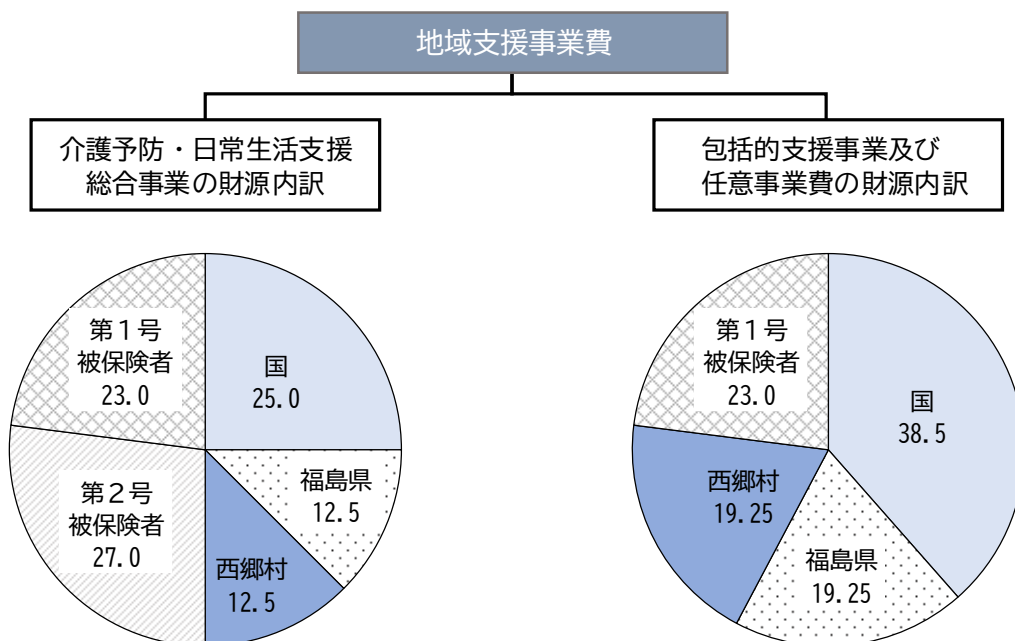 地域支援事業費
介護予防・日常生活支援
総合事業の財源内訳
包括的支援事業及び
任意事業費の財源内訳
第１号
被保険者
23.0
国
25.0
福島県
12.5
西郷村
12.5
第２号
被保険者
27.0
第１号
被保険者
23.0
国
38.5
福島県
19.25
西郷村
19.25